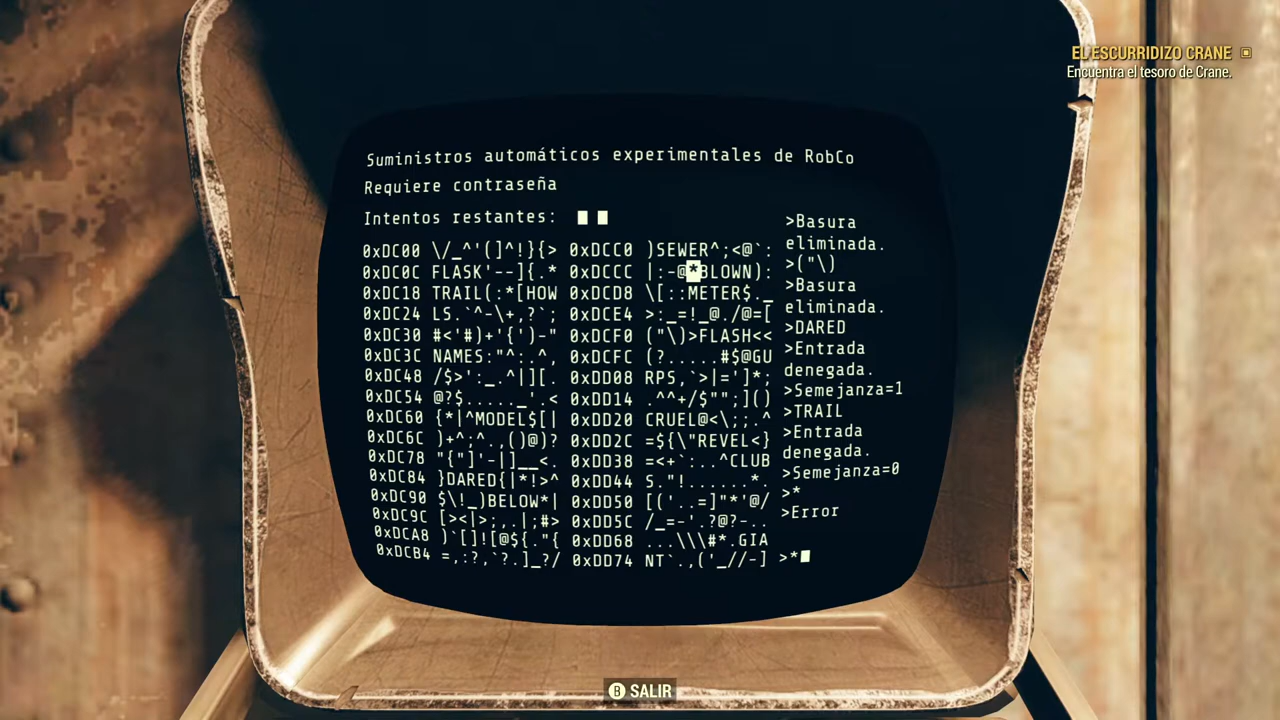 EL ESCURRIDIZO CRANE
Encuentra el tesoro de Crane.
Suministros automáticos experimentales de RobCo
Requiere contraseña
Intentos restantes:
0xDC00 \/_^'(]^!}{> 0xDCC0 )SEWER^;<@`:
0xDC0C FLASK'--]{.* 0xDCCC |:-@*BLOWN):
0xDC18 TRAIL(:*[HOW 0xDCD8 \[::METER$._
0xDC24 LS.`^-\+,?`; 0xDCE4 >:_=!_@./@=[
0xDC30 #<'#)+'{')-" 0xDCF0 ("\)>FLASH<<
0xDC3C NAMES:"^:.^, 0xDCFC (?.....#$@GU
0xDC48 /$>':_.^|][. 0xDD08 RPS,`>|=']*;
0xDC54 @?$....._'.< 0xDD14 .^^+/$"";]()
0xDC60 {*|^MODEL$[| 0xDD20 CRUEL@<\;;.^
0xDC6C )+^;^.,()@)? 0xDD2C =${\"REVEL<}
0xDC78 "{"]'-|]__<. 0xDD38 =<+`:..^CLUB
0xDC84 }DARED{|*!>^ 0xDD44 S."!......*.
0xDC90 $\!_)BELOW*| 0xDD50 [('..=]"*'@/
0xDC9C [><|>;,.|;#> 0xDD5C /_=-'.?@?-..
0xDCA8 )`[]![@${."{ 0xDD68 ...\\\#*.GIA
0xDCB4 =,:?,`?.]_?/ 0xDD74 NT`.,('_//-]
>Basura
eliminada.
>("\)
>Basura
eliminada.
>DARED
>Entrada
denegada.
>Semejanza=1
>TRAIL
>Entrada
denegada.
>Semejanza=0
>*
>Error
>*
B SALIR